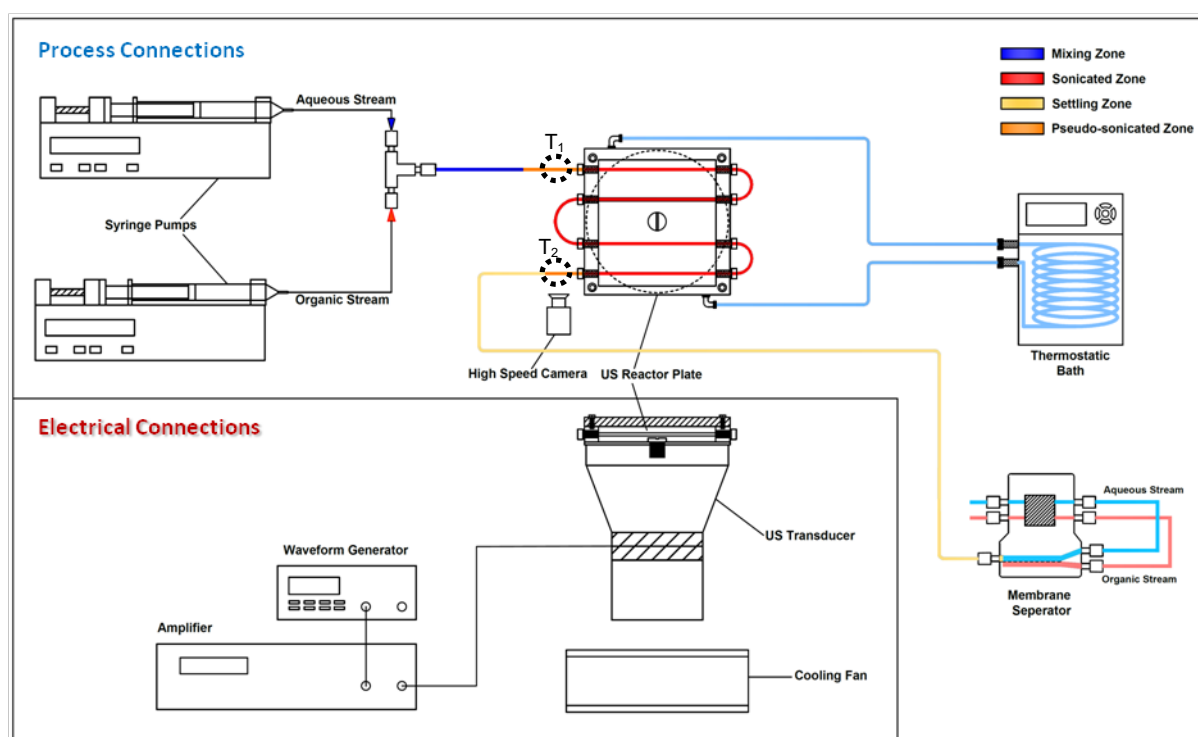 Process Connections
Mixing Zone
Sonicated Zone
Settling Zone
Pseudo-sonicated Zone
Aqueous Stream
T1
Syringe Pumps
T2
Organic Stream
High Speed Camera
US Reactor Plate
Thermostatic
Bath
Electrical Connections
Aqueous Stream
US Transducer
Waveform Generator
Organic Stream
Membrane
Seperator
Amplifier
Cooling Fan